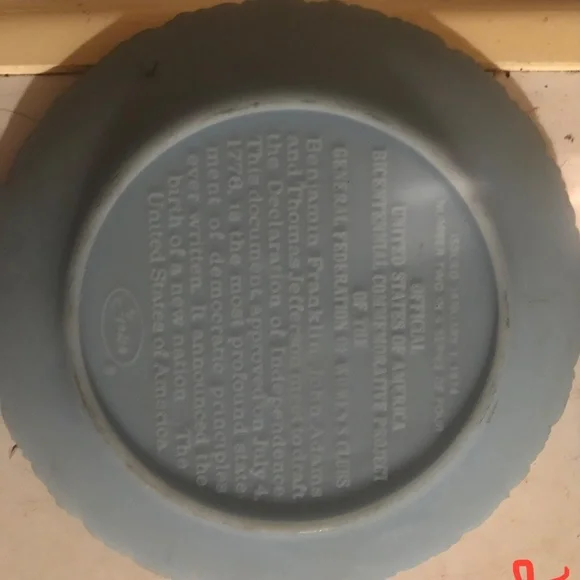 OFFICIAL
UNITED STATES OF AMERICA
BICENTENNIAL COMMEMORATIVE PROJECT
OF THE
GENERAL FEDERATION OF WOMEN'S CLUBS
Benjamin Franklin, John Adams
and Thomas Jefferson meet to draft
the Declaration of Independence.
This document approved on July 4,
1776, is the most profound state-
ment of democratic principles
ever written. It announced the
birth of a new nation The
United States of America.
Fenton